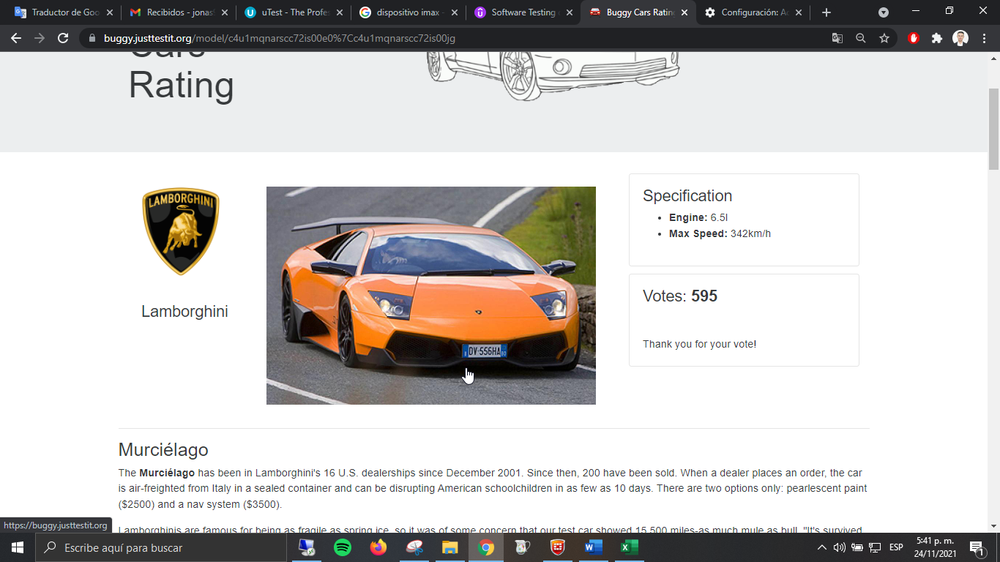 Traductor de Goo
Recibidos - jonas
uTest - The Profes
dispositivo imax -
Software Testing
Buggy Cars Rating
Configuración: Ac
buggy.justtestit.org/model/c4u1mqnarscc72is00e0%7Cc4u1mqnarscc72is00jg
Cars
Rating
LAMBORGHINI
Lamborghini
DV 556HA
Specification
Engine: 6.5l
Max Speed: 342km/h
Votes: 595
Thank you for your vote!
Murciélago
The Murciélago has been in Lamborghini's 16 U.S. dealerships since December 2001. Since then, 200 have been sold. When a dealer places an order, the car
is air-freighted from Italy in a sealed container and can be disrupting American schoolchildren in as few as 10 days. There are two options only: pearlescent paint
($2500) and a nav system ($3500).
Lamborghinis are famous for being as fragile as spring ice, so it was of some concern that our test car showed 15,500 miles-as much mule as bull. "It's survived
https://buggy.justtestit.org
Escribe aquí para buscar
ESP
5:41 p. m.
24/11/2021
1